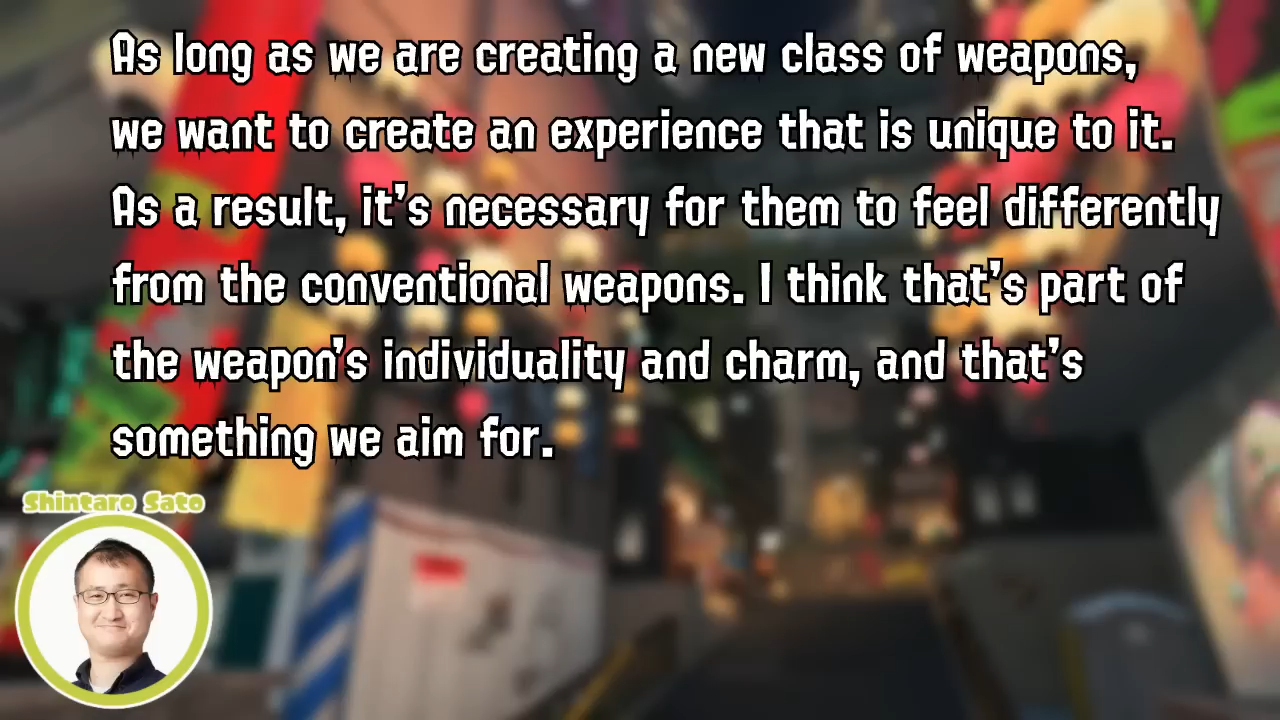 As long as we are creating a new class of weapons,
we want to create an experience that is unique to it.
As a result, it's necessary for them to feel differently
from the conventional weapons. I think that's part of
the weapon's individuality and charm, and that's
something we aim for.
Shintaro Sato